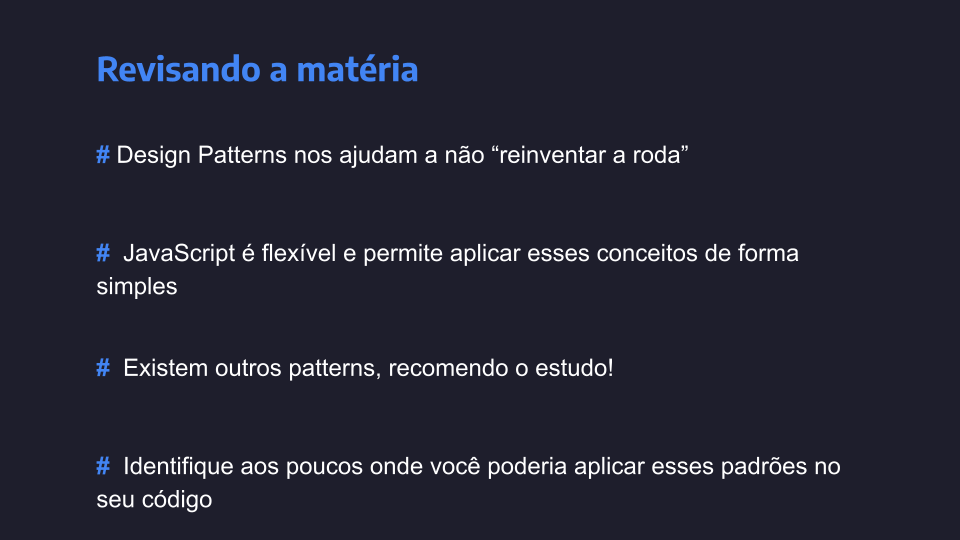 Revisando a matéria
# Design Patterns nos ajudam a não “reinventar a roda”
# JavaScript é flexível e permite aplicar esses conceitos de forma
simples
# Existem outros patterns, recomendo o estudo!
# Identifique aos poucos onde você poderia aplicar esses padrões no
seu código